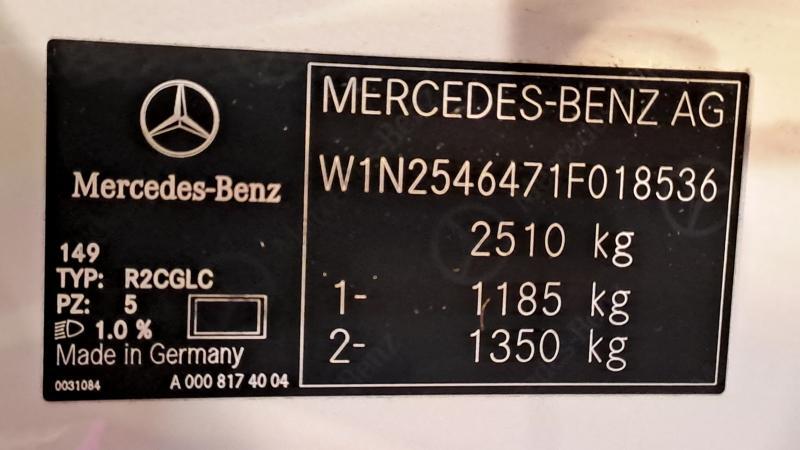 Mercedes-Benz
149
TYP: R2CGLC
PZ: 5
1.0 %
Made in Germany
0031084 A 000 817 40 04
MERCEDES-BENZ AG
W1N2546471F018536
2510 kg
1- 1185 kg
2- 1350 kg